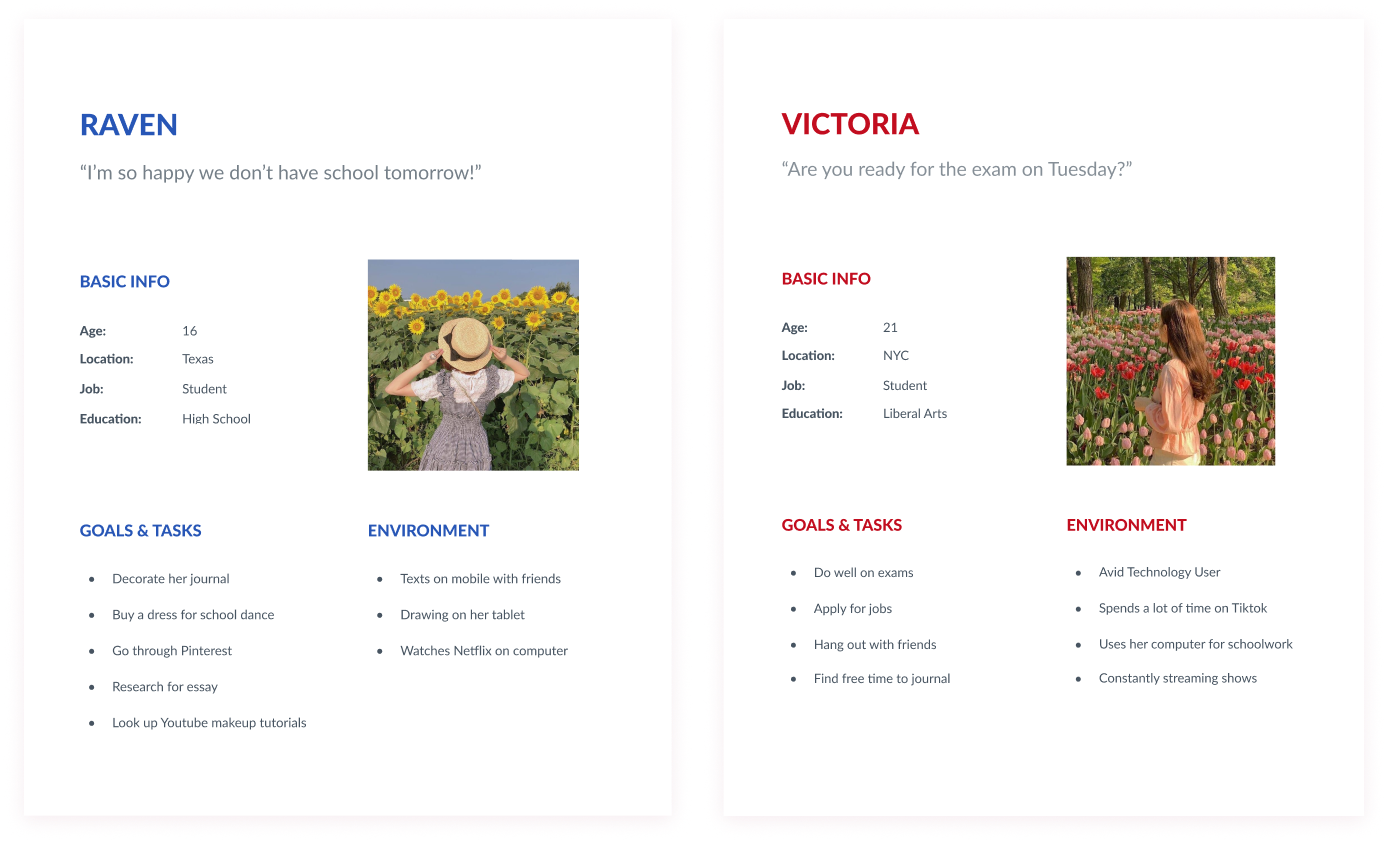 RAVEN
“I’m so happy we don’t have school tomorrow!”
BASIC INFO
Age: 16
Location: Texas
Job: Student
Education: High School
GOALS & TASKS
• Decorate her journal
• Buy a dress for school dance
• Go through Pinterest
• Research for essay
• Look up Youtube makeup tutorials
ENVIRONMENT
• Texts on mobile with friends
• Drawing on her tablet
• Watches Netflix on computer
VICTORIA
“Are you ready for the exam on Tuesday?”
BASIC INFO
Age: 21
Location: NYC
Job: Student
Education: Liberal Arts
GOALS & TASKS
• Do well on exams
• Apply for jobs
• Hang out with friends
• Find free time to journal
ENVIRONMENT
• Avid Technology User
• Spends a lot of time on Tiktok
• Uses her computer for schoolwork
• Constantly streaming shows